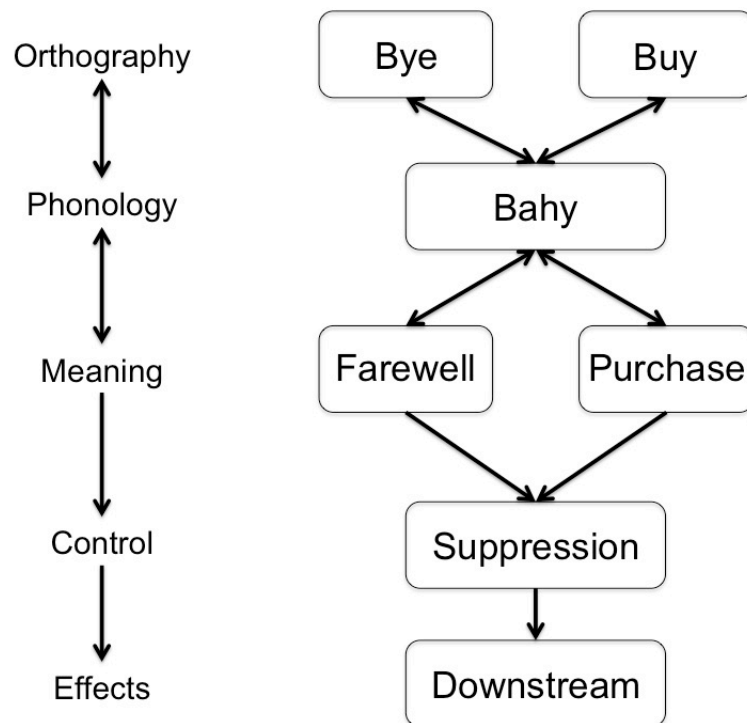 Orthography
Bye
Buy
Phonology
Bahy
Meaning
Farewell
Purchase
Control
Suppression
Effects
Downstream